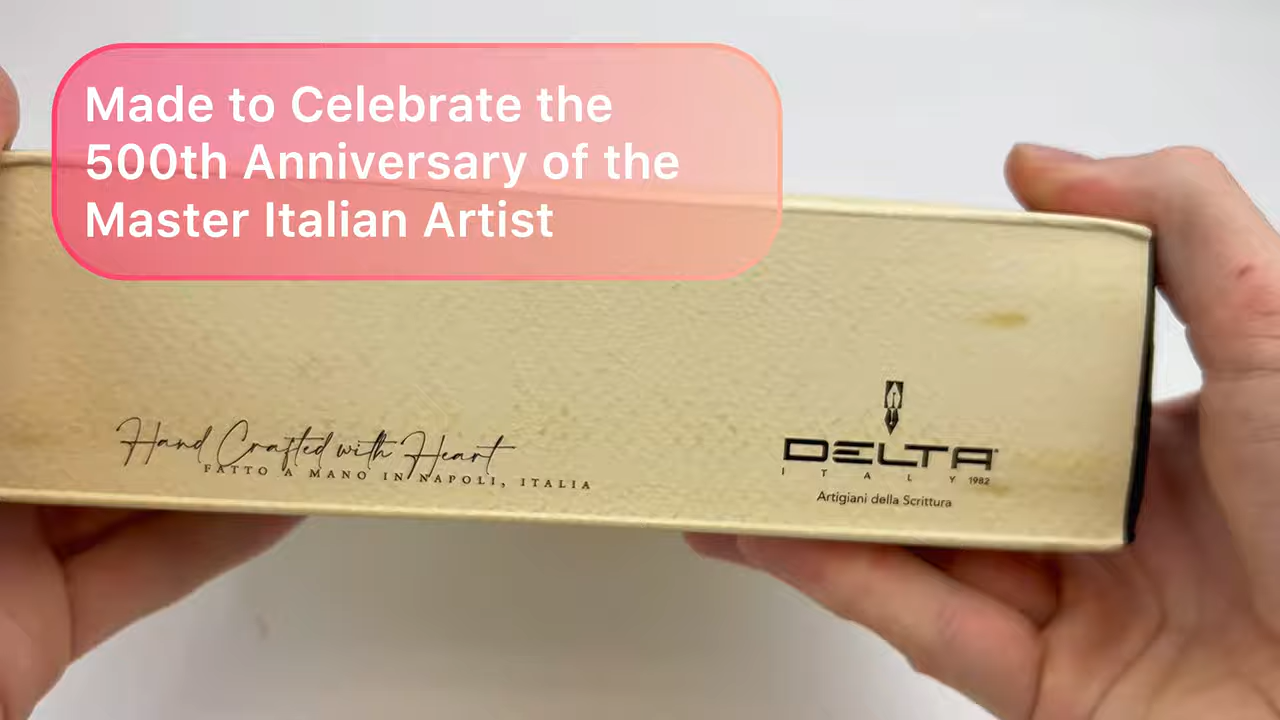 Made to Celebrate the
500th Anniversary of the
Master Italian Artist
Hand Crafted with Heart
FATTO A MANO IN NAPOLI, ITALIA
DELTA
ITALY 1982
Artigiani della Scrittura